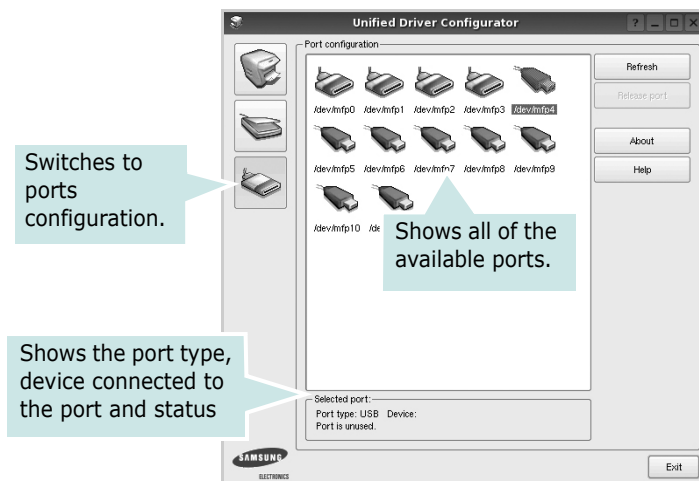 Unified Driver Configurator
Port configuration
/dev/mfp0 /dev/mfp1 /dev/mfp2 /dev/mfp3 /dev/mfp4
/dev/mfp5 /dev/mfp6 /dev/mfp7 /dev/mfp8 /dev/mfp9
/dev/mfp10
Refresh
Release port
About
Help
Switches to
ports
configuration.
Shows all of the
available ports.
Shows the port type,
device connected to
the port and status
Selected port:
Port type: USB Device:
Port is unused.
SAMSUNG
ELECTRONICS
Exit